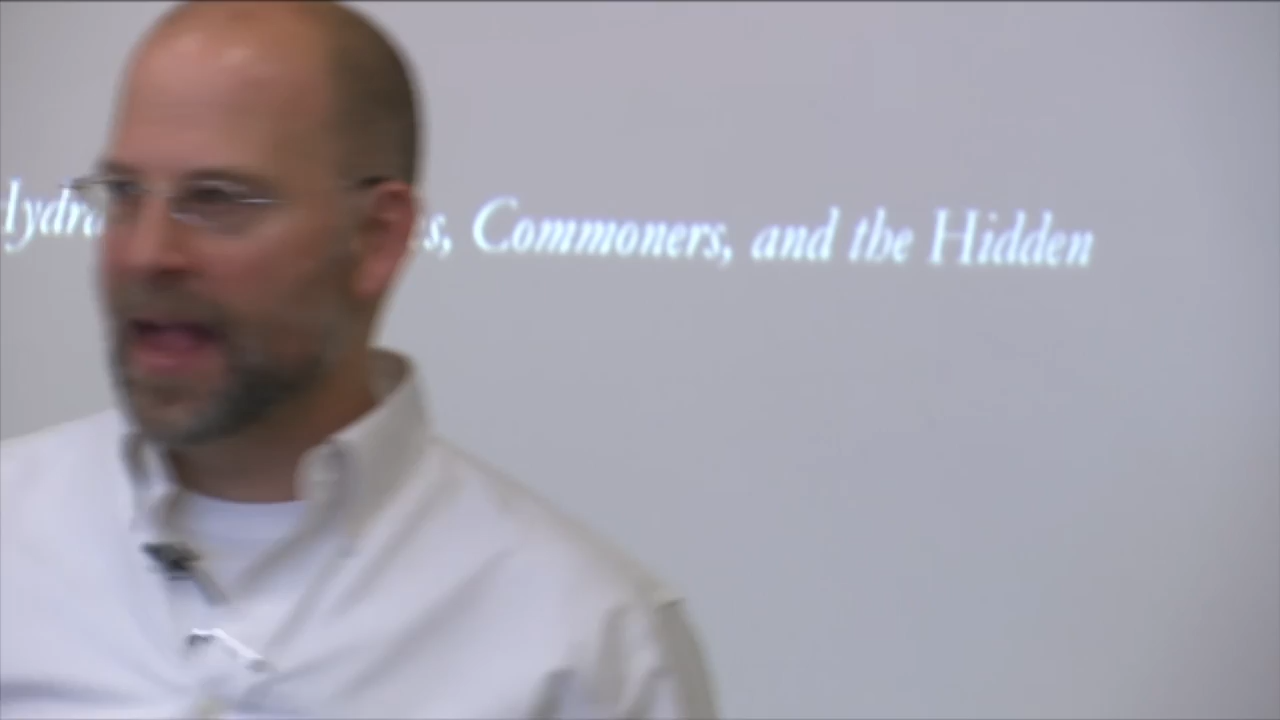 Commoners, and the Hidden